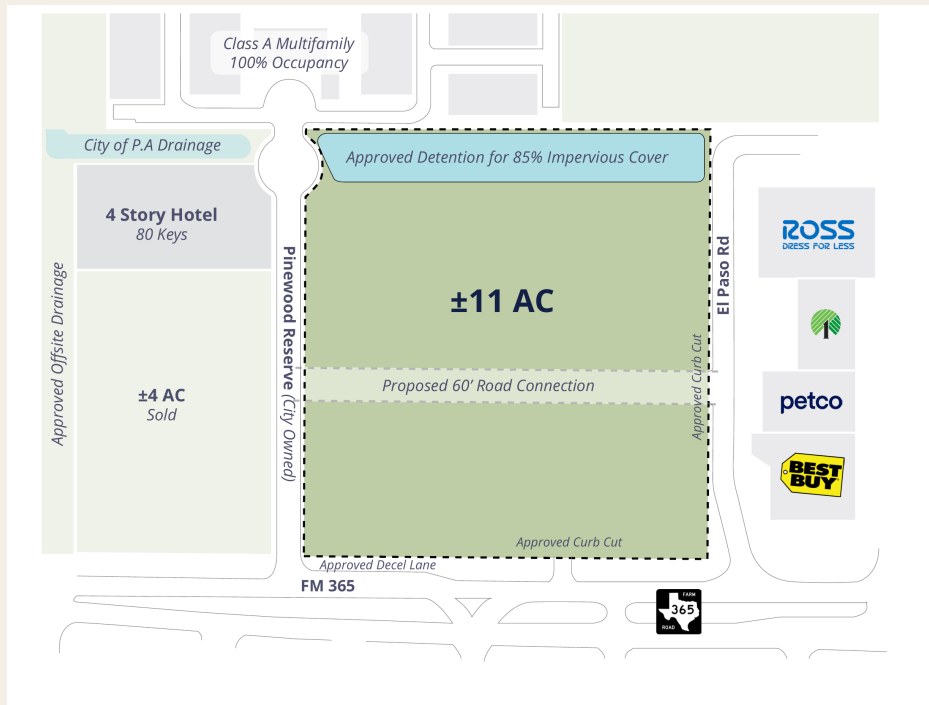 Class A Multifamily
100% Occupancy
City of P.A Drainage
Approved Detention for 85% Impervious Cover
4 Story Hotel
80 Keys
ROSS
DRESS FOR LESS
Approved Offsite Drainage
Pinewood Reserve (City Owned)
±11 AC
El Paso Rd
Approved Curb Cut
Proposed 60’ Road Connection
±4 AC
Sold
petco
BEST
BUY
Approved Curb Cut
Approved Decel Lane
FM 365
FARM
365
ROAD